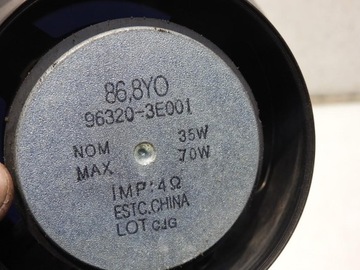 86,8YO
96320-3E001
NOM 35W
MAX 70W
IMP:4Ω
ESTC.CHINA
LOT CJG